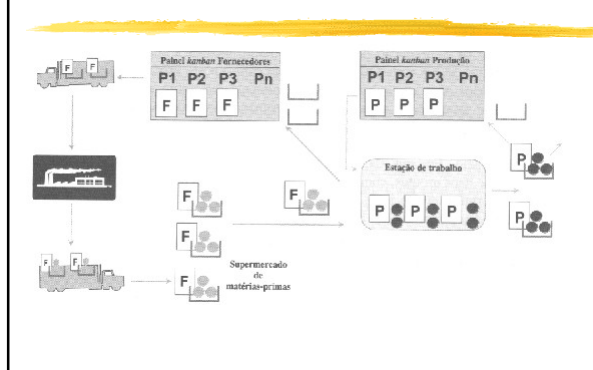 Painel kanban Fornecedores
P1 P2 P3 Pn
F F F
Painel kanban Produção
P1 P2 P3 Pn
P P P
F F
Estação de trabalho
P P P
P
P
F
F
F
F
Supermercado
de
matérias-primas
F F